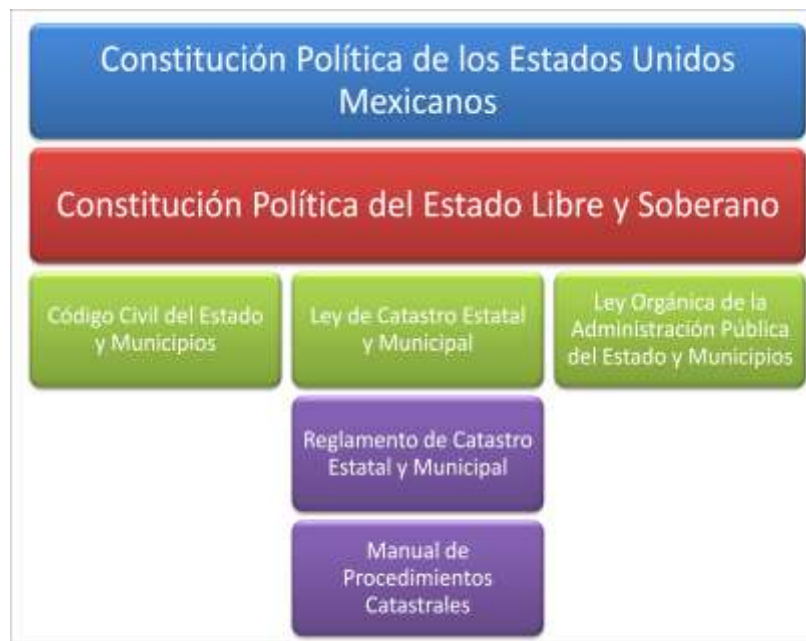 Constitución Política de los Estados Unidos
Mexicanos
Constitución Política del Estado Libre y Soberano
Código Civil del Estado
y Municipios
Ley de Catastro Estatal
y Municipal
Ley Orgánica de la
Administración Pública
del Estado y Municipios
Reglamento de Catastro
Estatal y Municipal
Manual de
Procedimientos
Catastrales